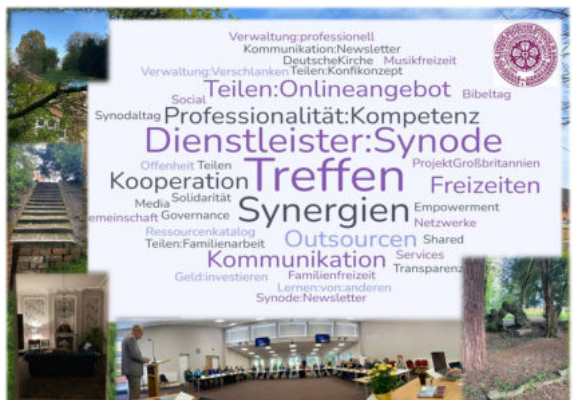 Verwaltung:professionell
Kommunikation:Newsletter
DeutscheKirche Musikfreizeit
Verwaltung:Verschlanken Teilen:Konfikonzept
Teilen:Onlineangebot Bibeltag
Social
Synodaltag Professionalität:Kompetenz
Dienstleister:Synode
Offenheit Teilen ProjektGroßbritannien
Kooperation Treffen Freizeiten
Media Solidarität Synergien Empowerment
emeinschaft Governance Netzwerke
Ressourcenkatalog Outsourcen Shared
Teilen:Familienarbeit
Kommunikation Services
Transparenz
Geld:investieren Familienfreizeit
Lernen:von:anderen
Synode:Newsletter